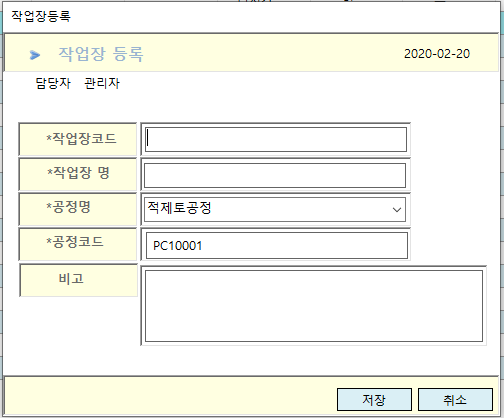 작업장등록
작업장 등록 2020-02-20
담당자 관리자
*작업장코드
*작업장 명
*공정명 적제토공정
*공정코드 PC10001
비고
저장 취소